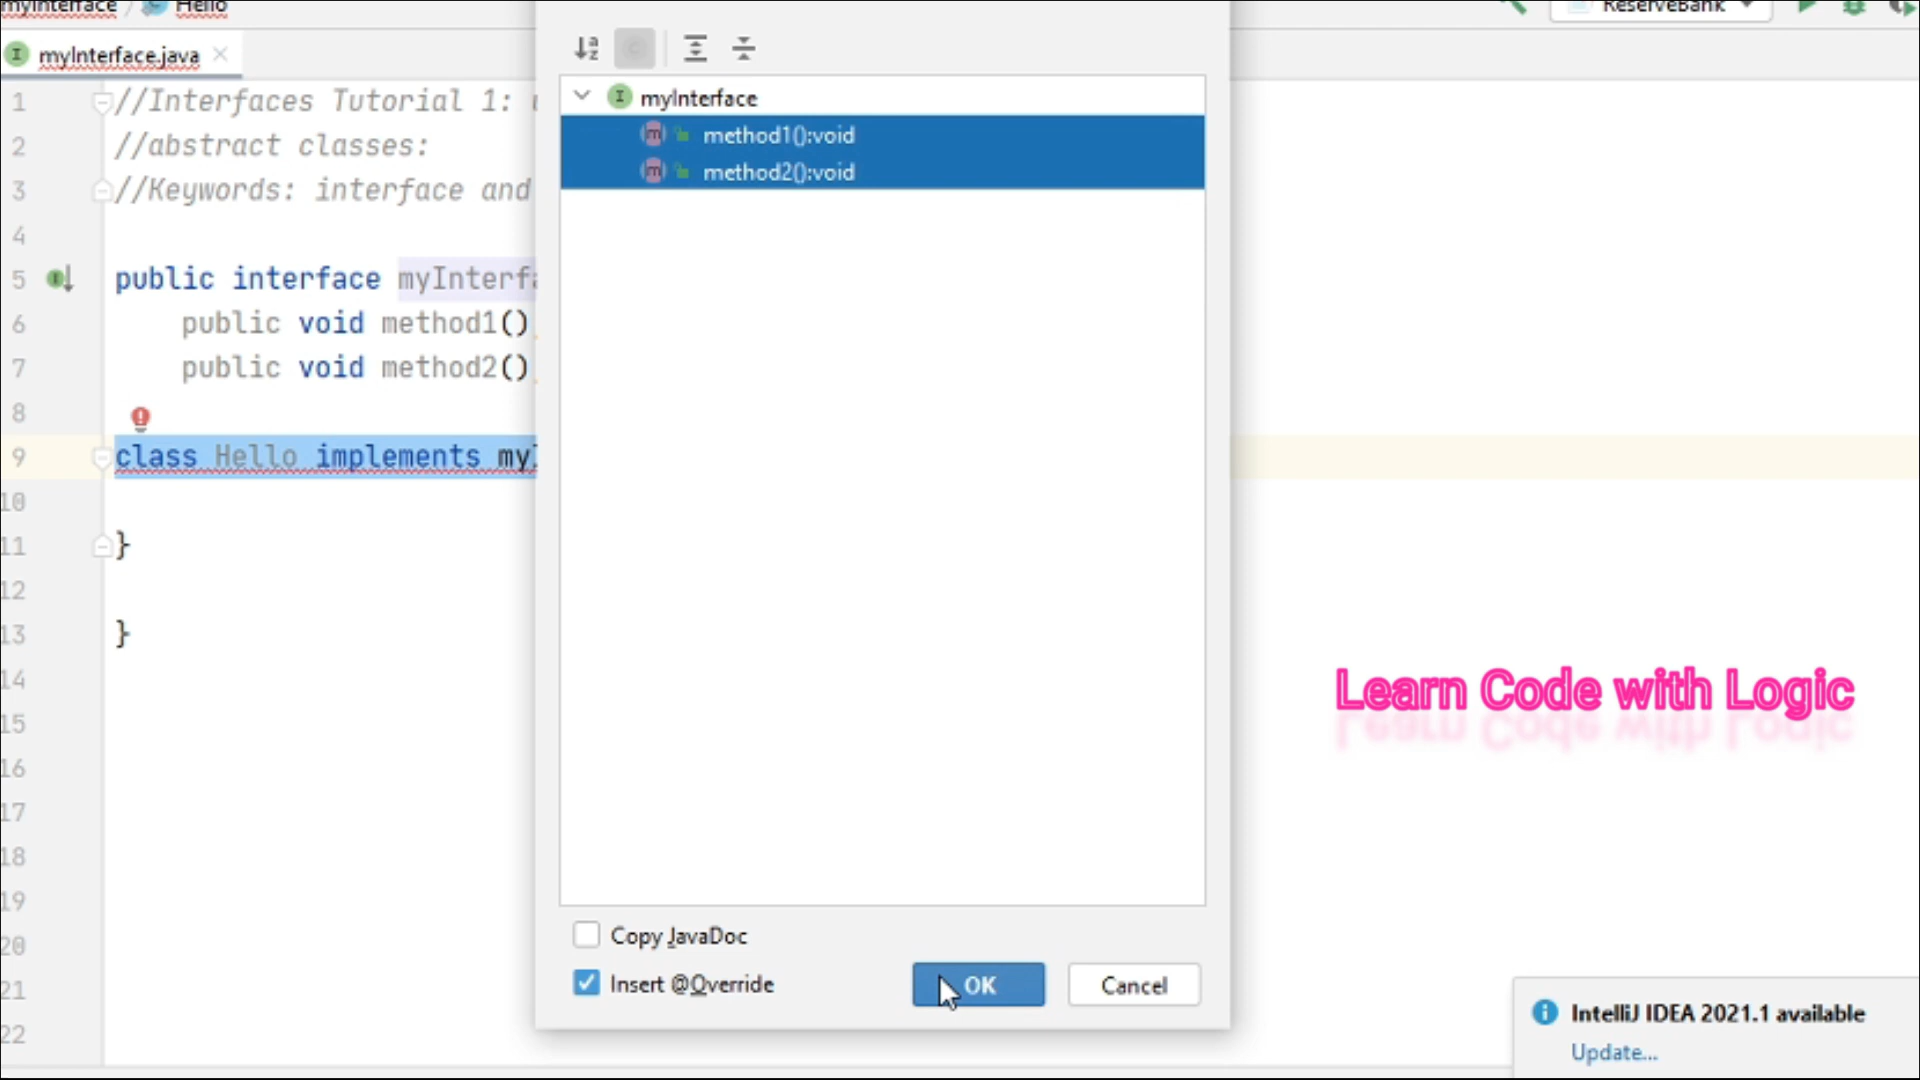 myInterface
Hello
ReserveBank
myInterface.java
1 //Interfaces Tutorial 1:
2 //abstract classes:
3 //Keywords: interface and
4
5 public interface myInterfa
6 public void method1()
7 public void method2()
8
9 class Hello implements my
10
11 }
12
13 }
14
15
16
17
18
19
20
21
22
myInterface
method1():void
method2():void
Copy JavaDoc
Insert @Override
OK
Cancel
Learn Code with Logic
IntelliJ IDEA 2021.1 available
Update...